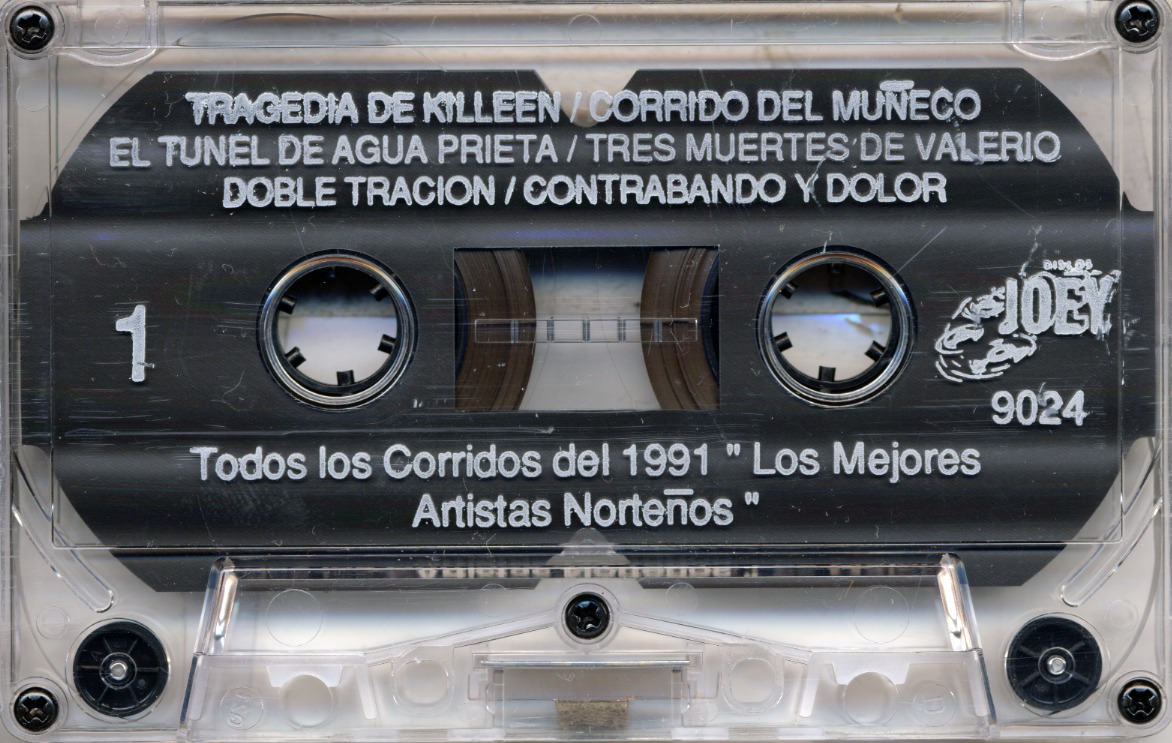 TRAGEDIA DE KILLEEN / CORRIDO DEL MUÑECO
EL TUNEL DE AGUA PRIETA / TRES MUERTES DE VALERIO
DOBLE TRACION / CONTRABANDO Y DOLOR
1
DISCOS
JOEY
9024
Todos los Corridos del 1991 " Los Mejores
Artistas Norteños "